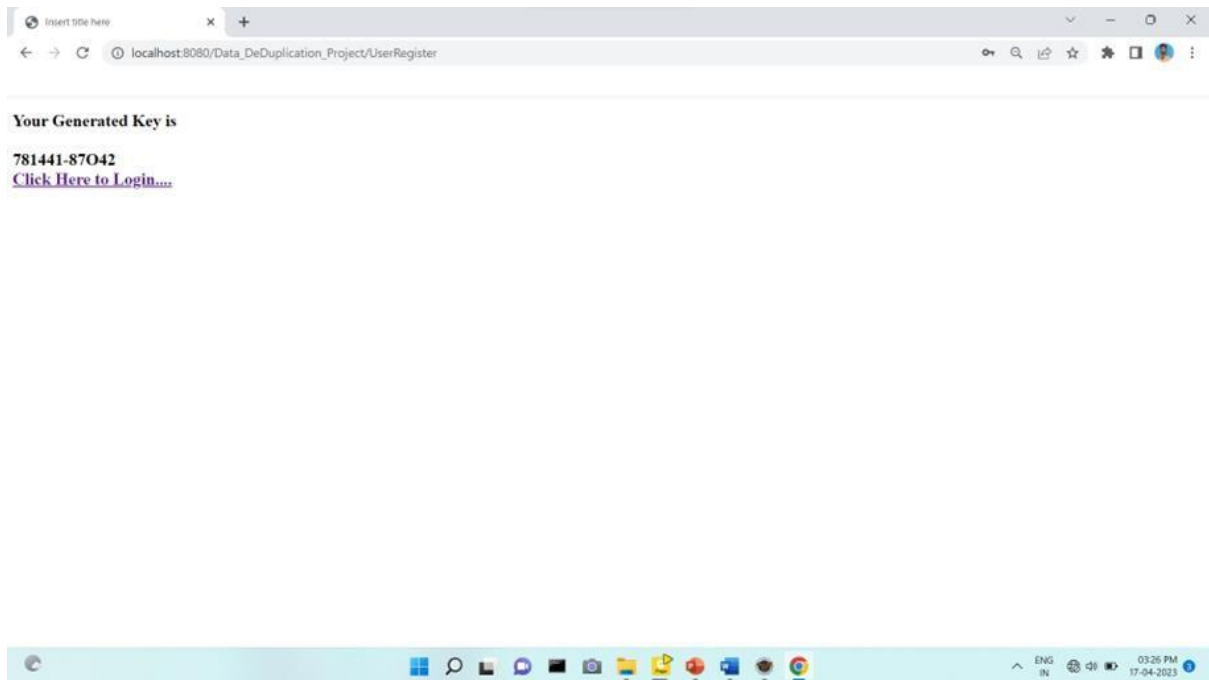 Insert title here
localhost:8080/Data_DeDuplication_Project/UserRegister
Your Generated Key is
781441-87O42
Click Here to Login....
ENG
IN
03:26 PM
17-04-2023
3